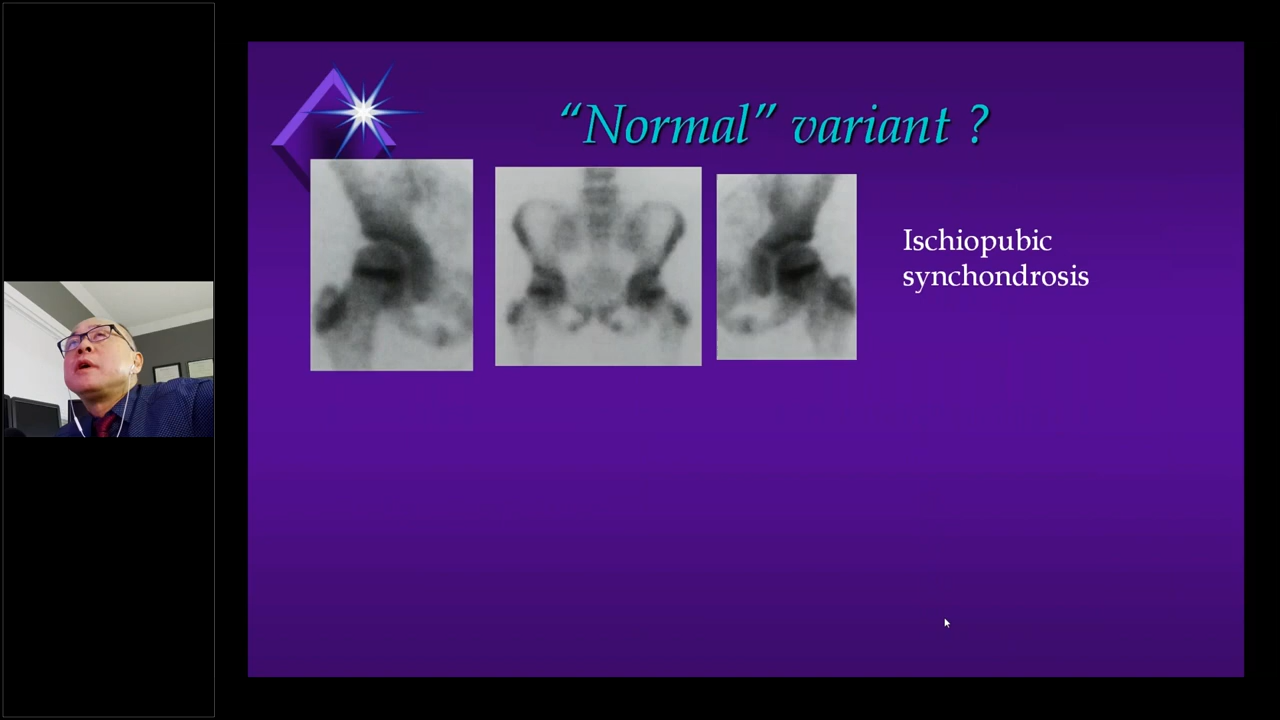 “Normal” variant ?
Ischiopubic
synchondrosis